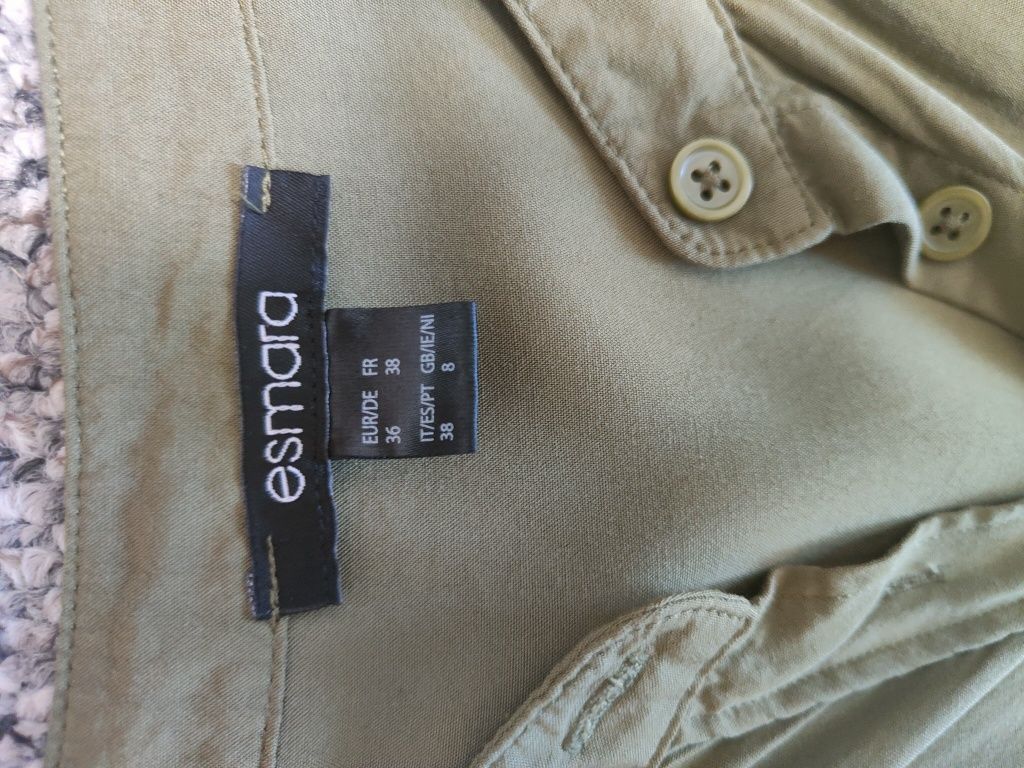 esmara
EUR/DE FR
36 38
IT/ES/PT GB/IE/NI
38 8